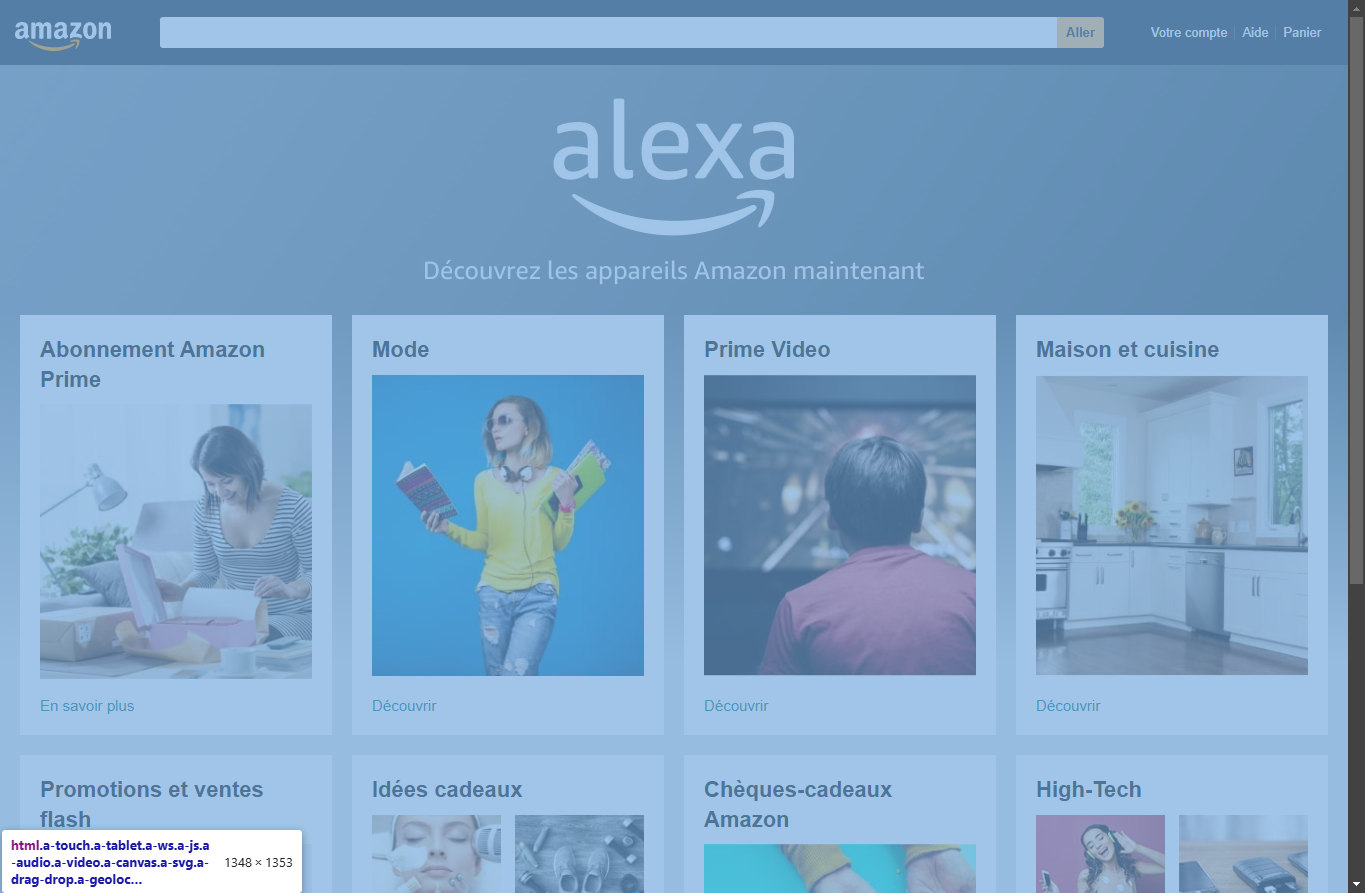 amazon
Aller
Votre compte
Aide
Panier
alexa
Découvrez les appareils Amazon maintenant
Abonnement Amazon
Prime
Mode
Prime Video
Maison et cuisine
En savoir plus
Découvrir
Découvrir
Découvrir
Promotions et ventes
flash
Idées cadeaux
Chèques-cadeaux
Amazon
High-Tech
html.a-touch.a-tablet.a-ws.a-js.a
-audio.a-video.a-canvas.a-svg.a-
drag-drop.a-geoloc...
1348 × 1353